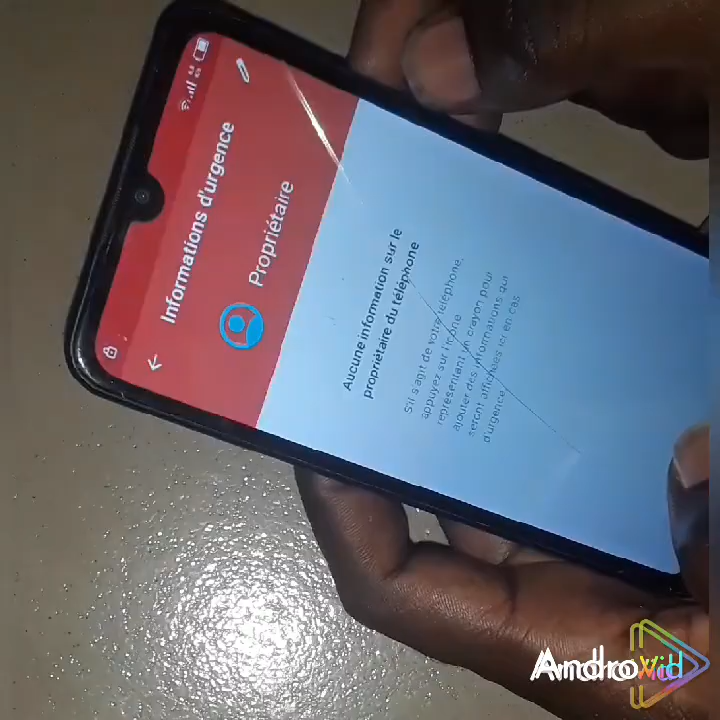 Informations d'urgence
Propriétaire
Aucune information sur le
propriétaire du téléphone
S'il s'agit de votre téléphone,
appuyez sur l'icône
représentant un crayon pour
ajouter des informations qui
seront affichées ici en cas
d'urgence.
AndroVid